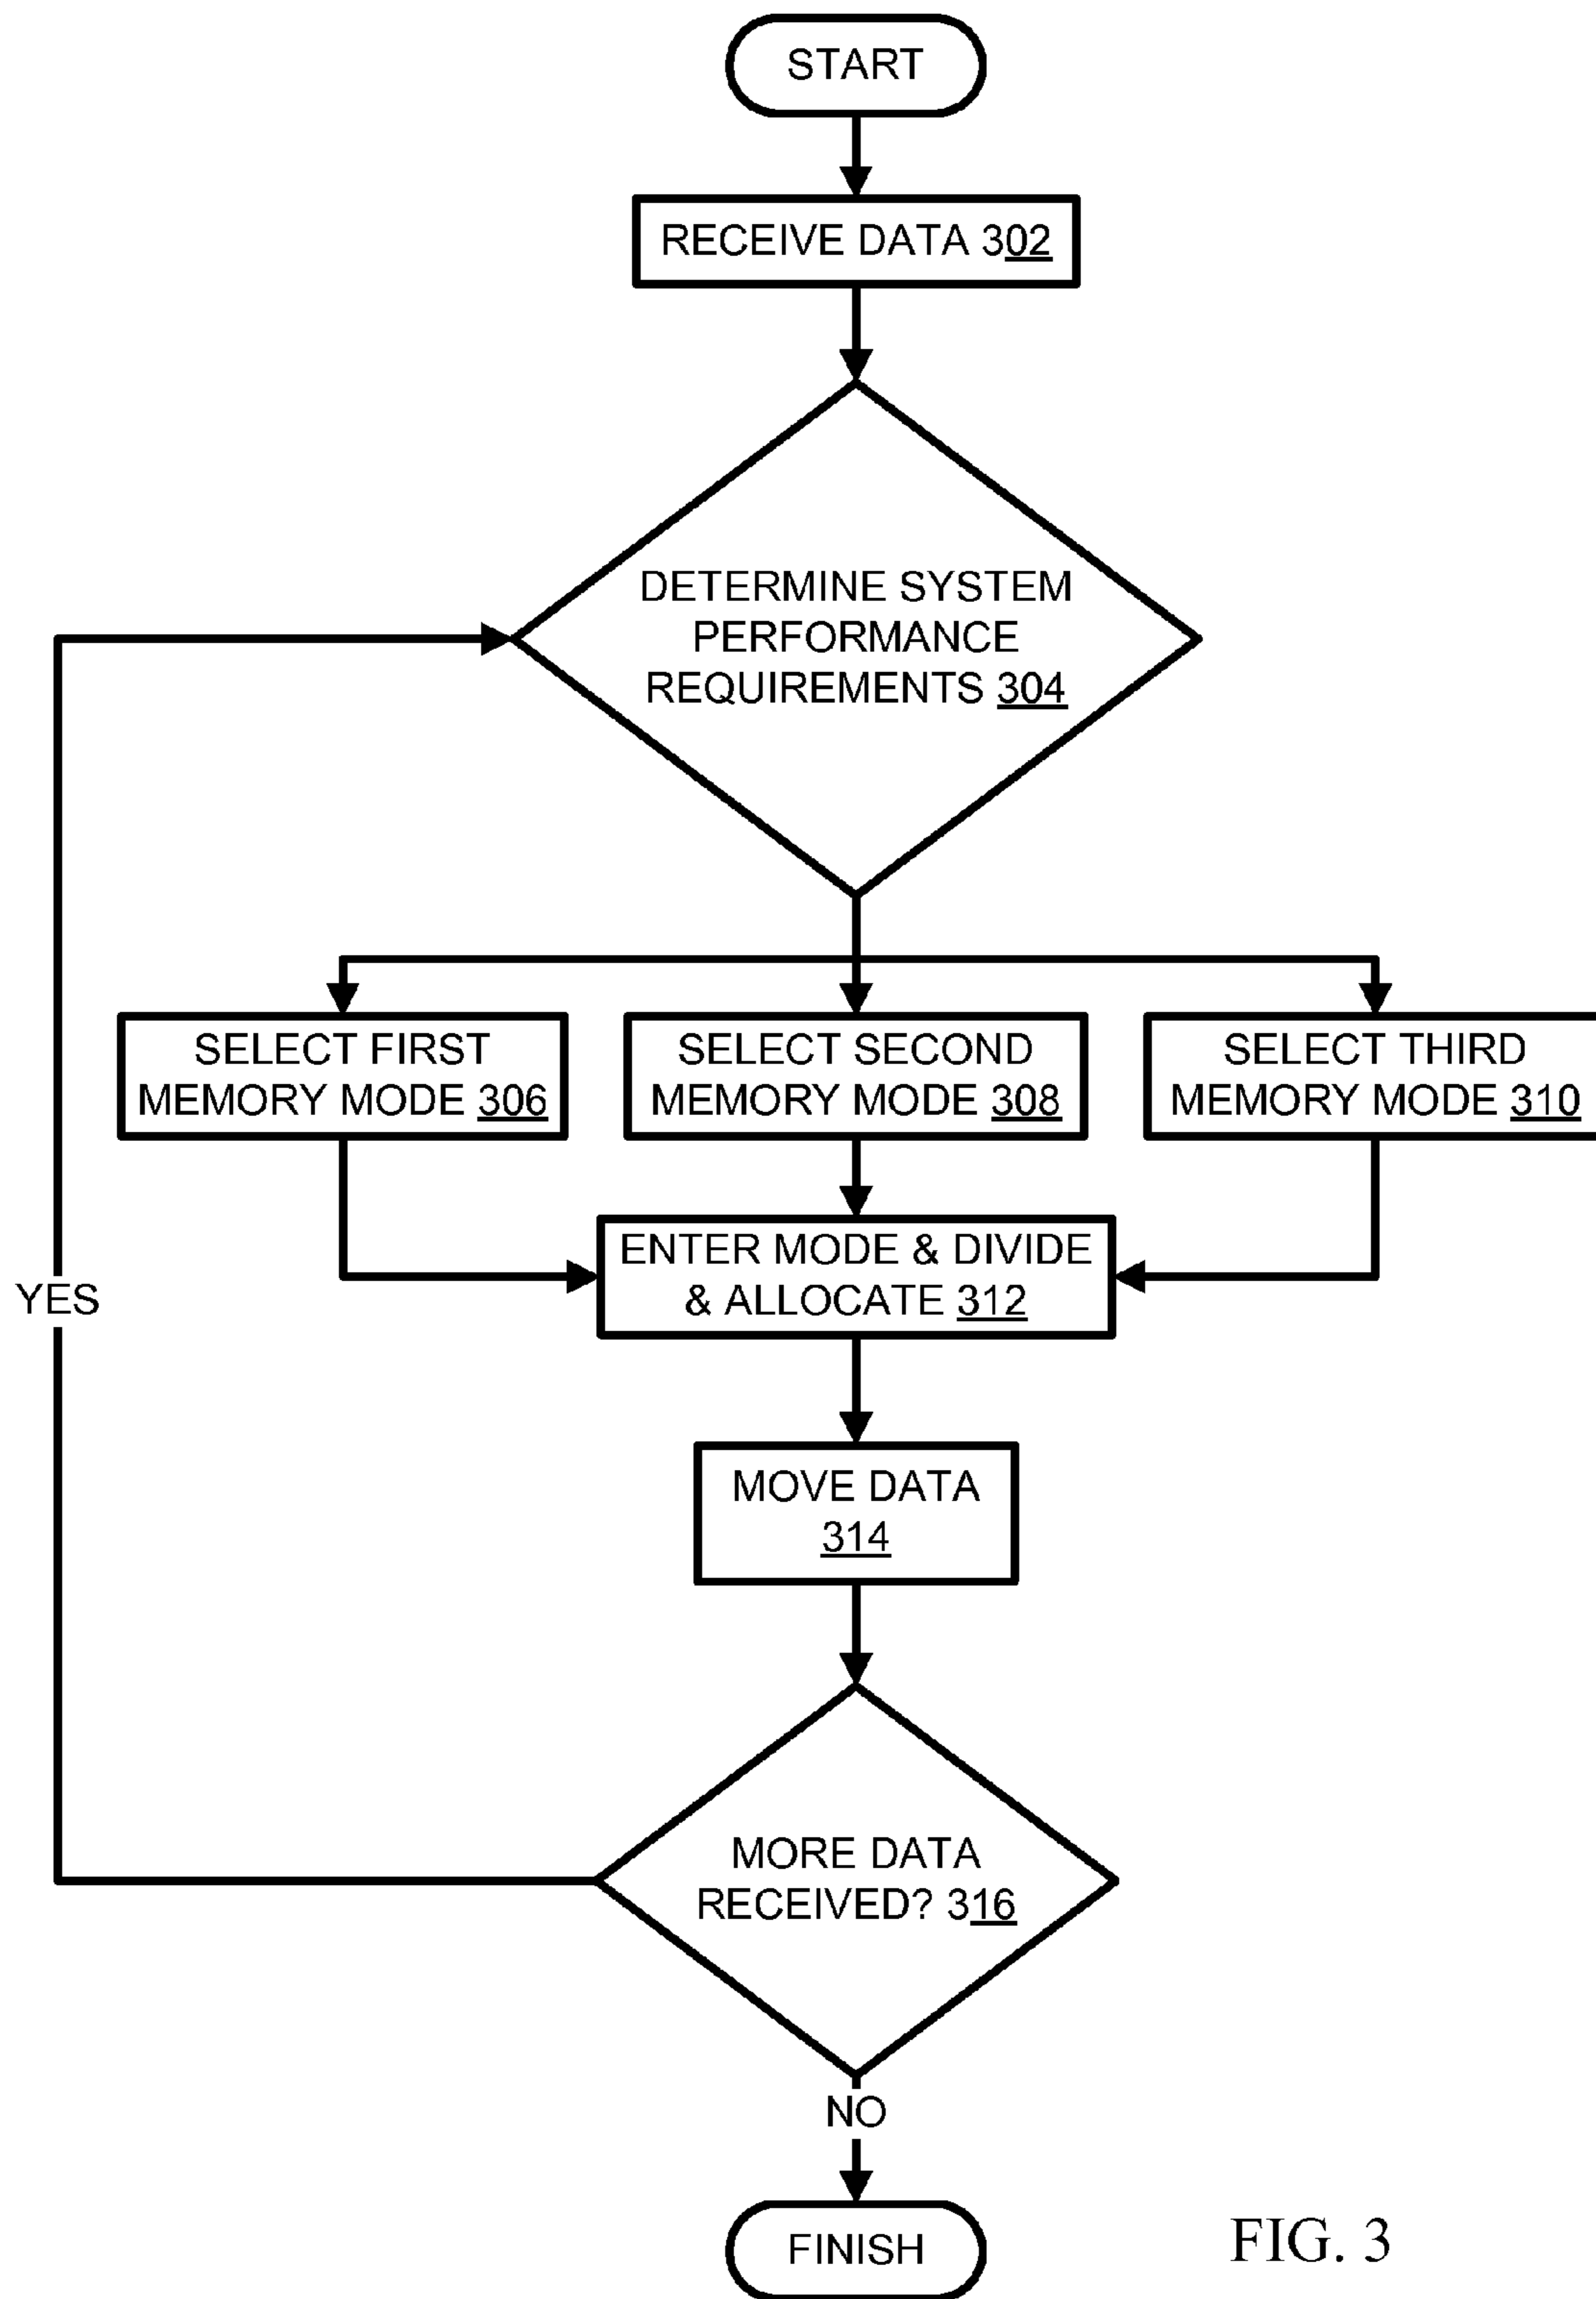 START
RECEIVE DATA 302
DETERMINE SYSTEM
PERFORMANCE
REQUIREMENTS 304
SELECT FIRST
MEMORY MODE 306
SELECT SECOND
MEMORY MODE 308
SELECT THIRD
MEMORY MODE 310
ENTER MODE & DIVIDE
& ALLOCATE 312
YES
MOVE DATA
314
MORE DATA
RECEIVED? 316
NO
FINISH
FIG. 3